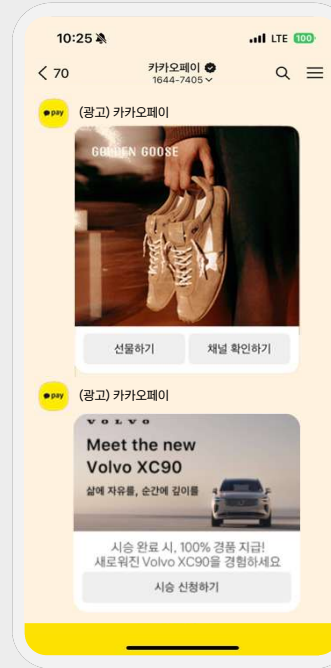 10:25
LTE 100
70
카카오페이
1644-7405
pay
(광고) 카카오페이
GOLDEN GOOSE
선물하기
채널 확인하기
pay
(광고) 카카오페이
VOLVO
Meet the new
Volvo XC90
삶에 자유를, 순간에 깊이를
시승 완료 시, 100% 경품 지급!
새로워진 Volvo XC90을 경험하세요
시승 신청하기